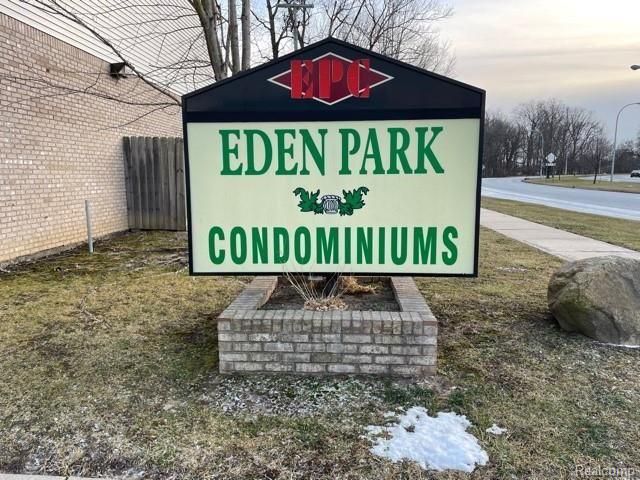 EPC
EDEN PARK
CONDOMINIUMS
Realcomp